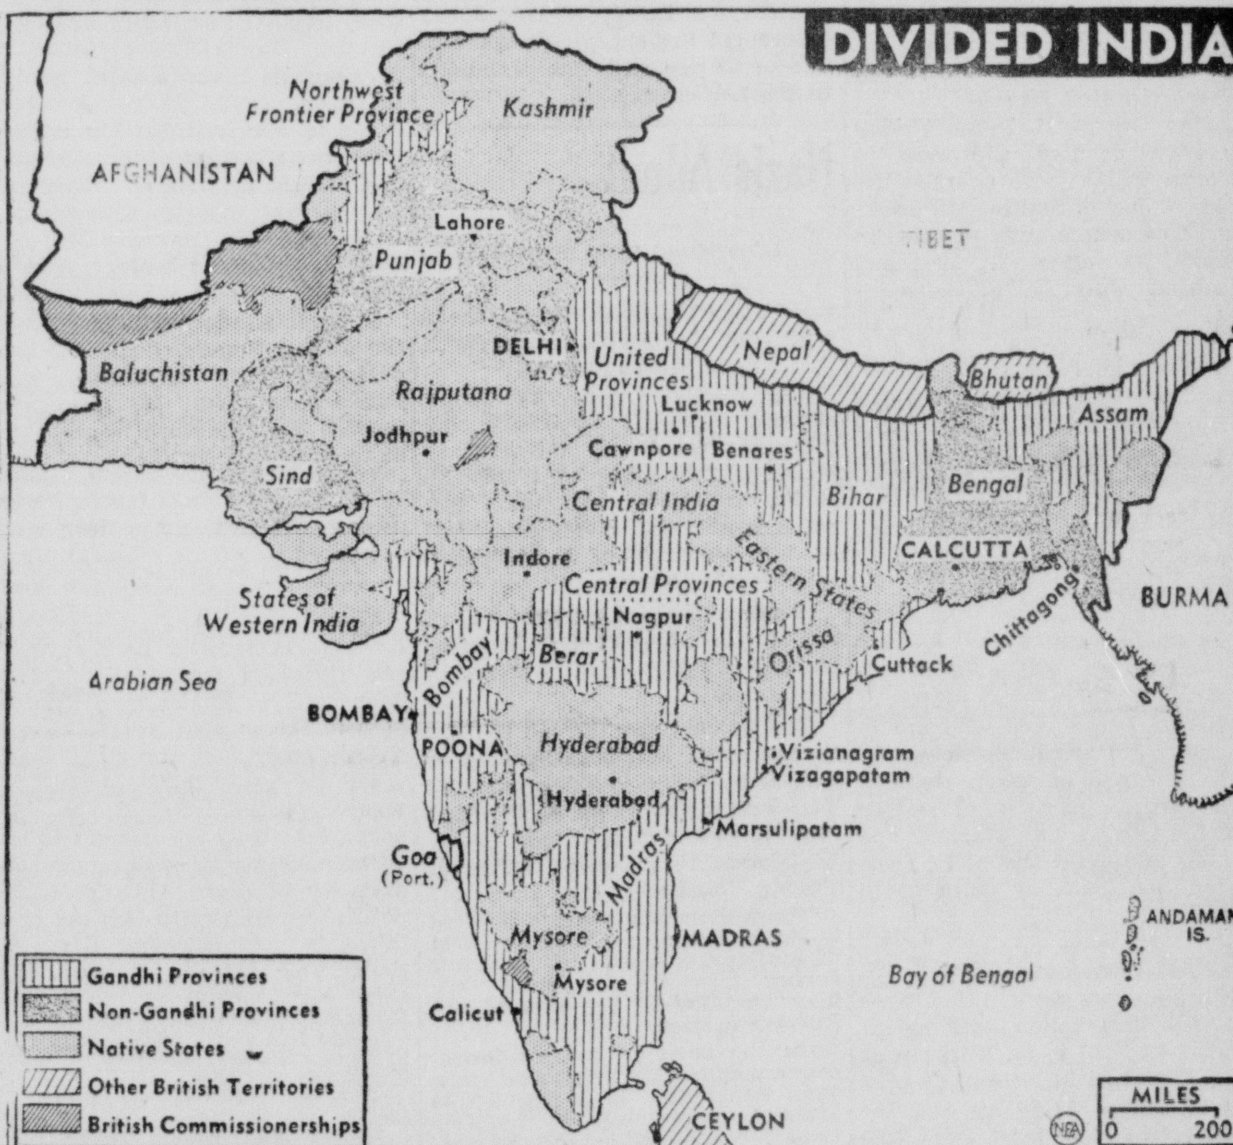 DIVIDED INDIA
Northwest
Frontier Province
Kashmir
AFGHANISTAN
Lahore
TIBET
Punjab
DELHI
United
Provinces
Nepal
Bhutan
Baluchistan
Rajputana
Lucknow
Assam
Jodhpur
Cawnpore
Benares
Sind
Central India
Bihar
Bengal
Indore
Eastern States
CALCUTTA
States of
Western India
Central Provinces
Nagpur
Chittagong
BURMA
Bombay
Berar
Orissa
Cuttack
Arabian Sea
BOMBAY
POONA
Hyderabad
Vizianagram
Vizagapatam
Hyderabad
Marsulipatam
Goa
(Port.)
Madras
ANDAMAN
IS.
Mysore
MADRAS
Mysore
Bay of Bengal
Calicut
Gandhi Provinces
Non-Gandhi Provinces
Native States
Other British Territories
British Commissionerships
CEYLON
NEA
MILES
0 200